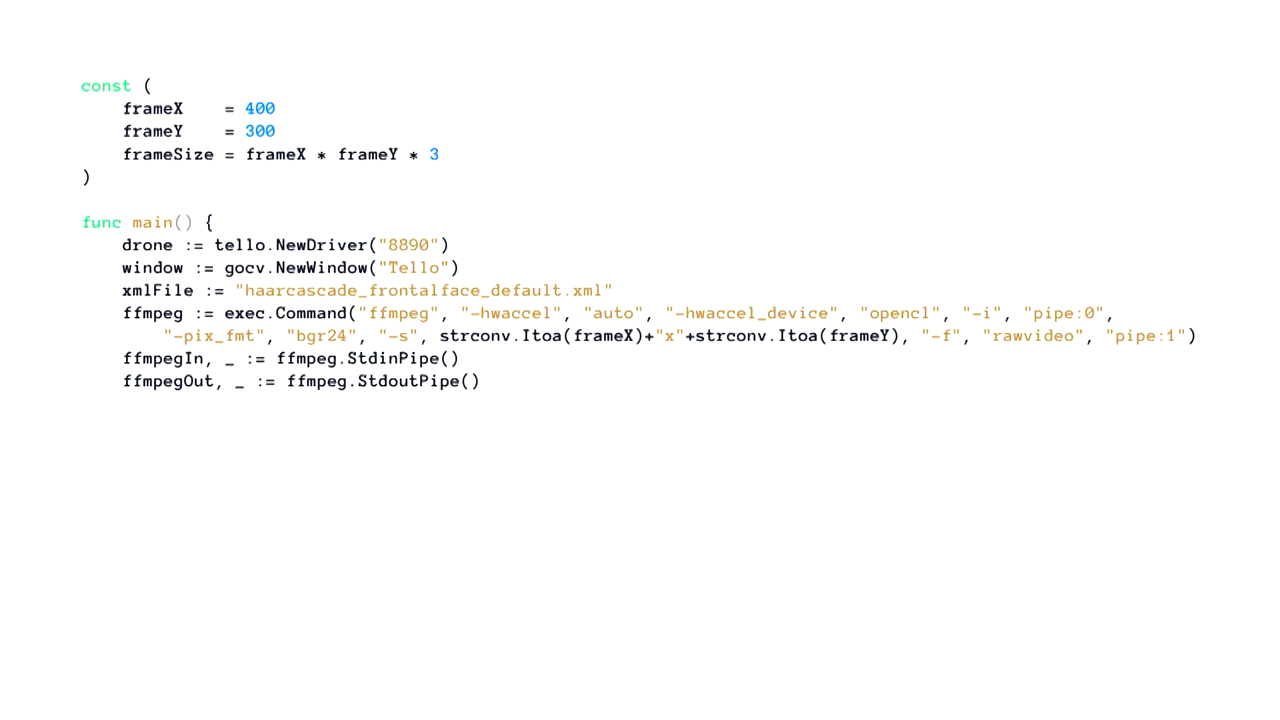 const (
    frameX    = 400
    frameY    = 300
    frameSize = frameX * frameY * 3
)

func main() {
    drone := tello.NewDriver("8890")
    window := gocv.NewWindow("Tello")
    xmlFile := "haarcascade_frontalface_default.xml"
    ffmpeg := exec.Command("ffmpeg", "-hwaccel", "auto", "-hwaccel_device", "opencl", "-i", "pipe:0",
        "-pix_fmt", "bgr24", "-s", strconv.Itoa(frameX)+"x"+strconv.Itoa(frameY), "-f", "rawvideo", "pipe:1")
    ffmpegIn, _ := ffmpeg.StdinPipe()
    ffmpegOut, _ := ffmpeg.StdoutPipe()